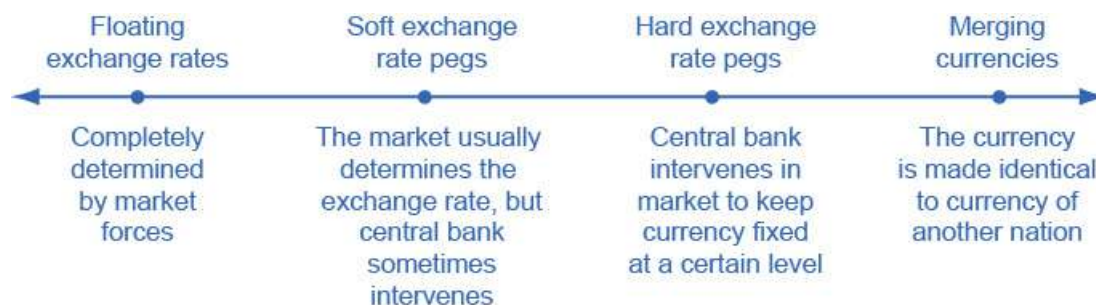 Floating
exchange rates
Soft exchange
rate pegs
Hard exchange
rate pegs
Merging
currencies
Completely
determined
by market
forces
The market usually
determines the
exchange rate, but
central bank
sometimes
intervenes
Central bank
intervenes in
market to keep
currency fixed
at a certain level
The currency
is made identical
to currency of
another nation